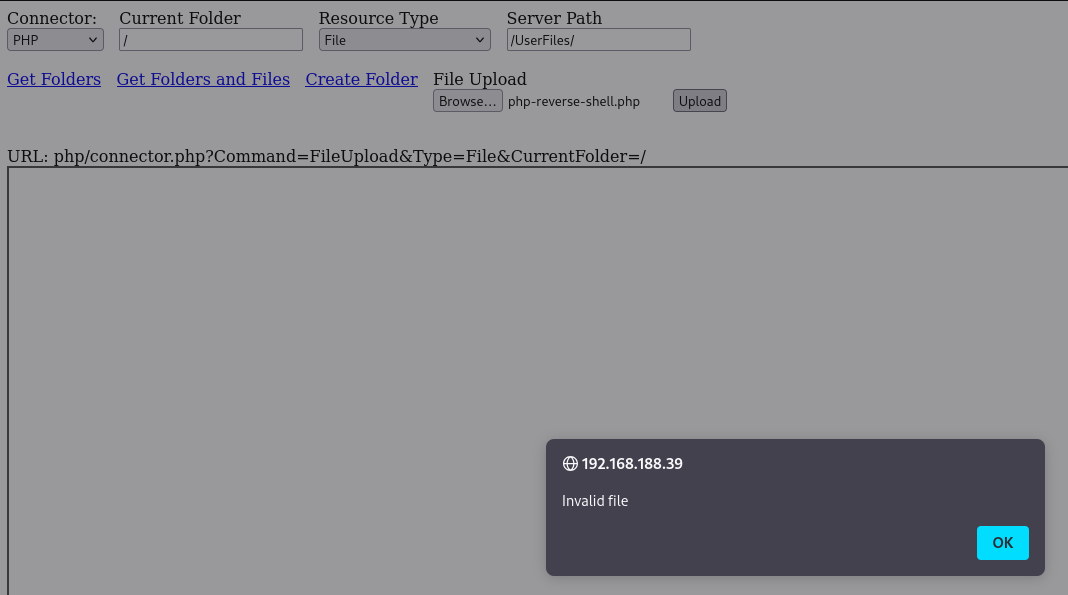 Connector: Current Folder Resource Type Server Path
PHP / File /UserFiles/
Get Folders Get Folders and Files Create Folder File Upload
Browse... php-reverse-shell.php Upload
URL: php/connector.php?Command=FileUpload&Type=File&CurrentFolder=/
192.168.188.39
Invalid file
OK